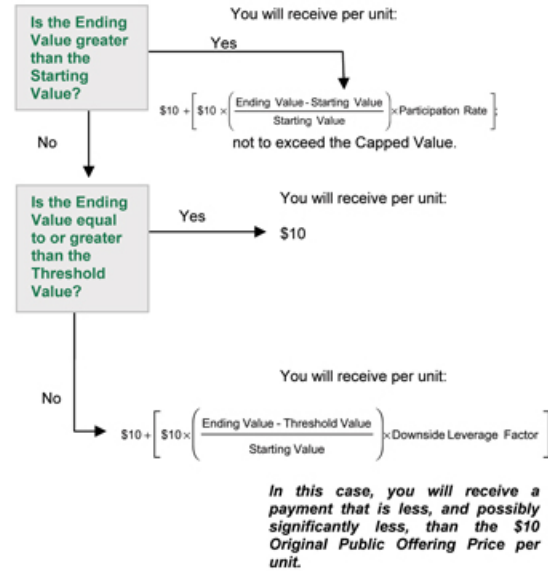 Is the Ending
Value greater
than the
Starting
Value?
You will receive per unit:
Yes
$10 + [ $10 × ( Ending Value - Starting Value / Starting Value ) × Participation Rate ];
not to exceed the Capped Value.
No
Is the Ending
Value equal
to or greater
than the
Threshold
Value?
You will receive per unit:
Yes
$10
No
You will receive per unit:
$10 + [ $10 × ( Ending Value - Threshold Value / Starting Value ) × Downside Leverage Factor ]
In this case, you will receive a
payment that is less, and possibly
significantly less, than the $10
Original Public Offering Price per
unit.